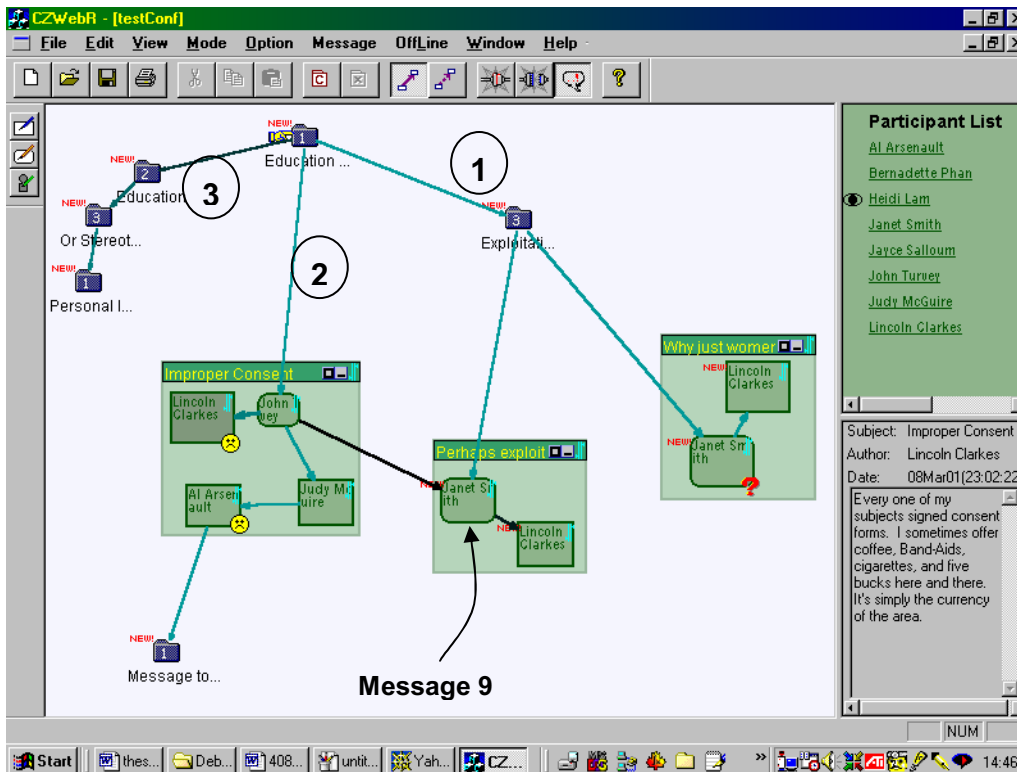 CZWebR - [testConf]
File Edit View Mode Option Message OffLine Window Help
NEW!
1
Education ...
NEW!
2
Education
3
1
NEW!
3
Or Stereot...
NEW!
3
Exploitati...
2
NEW!
1
Personal I...
Improper Consent
Lincoln
Clarkes
John
vey
Al Arsen
ault
Judy Mc
uire
Perhaps exploit
NEW!
Janet Sm
ith
NEW!
Lincoln
Clarkes
Why just women
NEW!
Lincoln
Clarkes
NEW!
Janet Sm
ith
?
NEW!
1
Message to...
Message 9
Participant List
Al Arsenault
Bernadette Phan
Heidi Lam
Janet Smith
Jayce Salloum
John Turvey
Judy McGuire
Lincoln Clarkes
Subject: Improper Consent
Author: Lincoln Clarkes
Date: 08Mar01(23:02:22
Every one of my
subjects signed consent
forms. I sometimes offer
coffee, Band-Aids,
cigarettes, and five
bucks here and there.
It's simply the currency
of the area.
NUM
Start thes... Deb... 408... untit... Yah... CZ... » 14:46